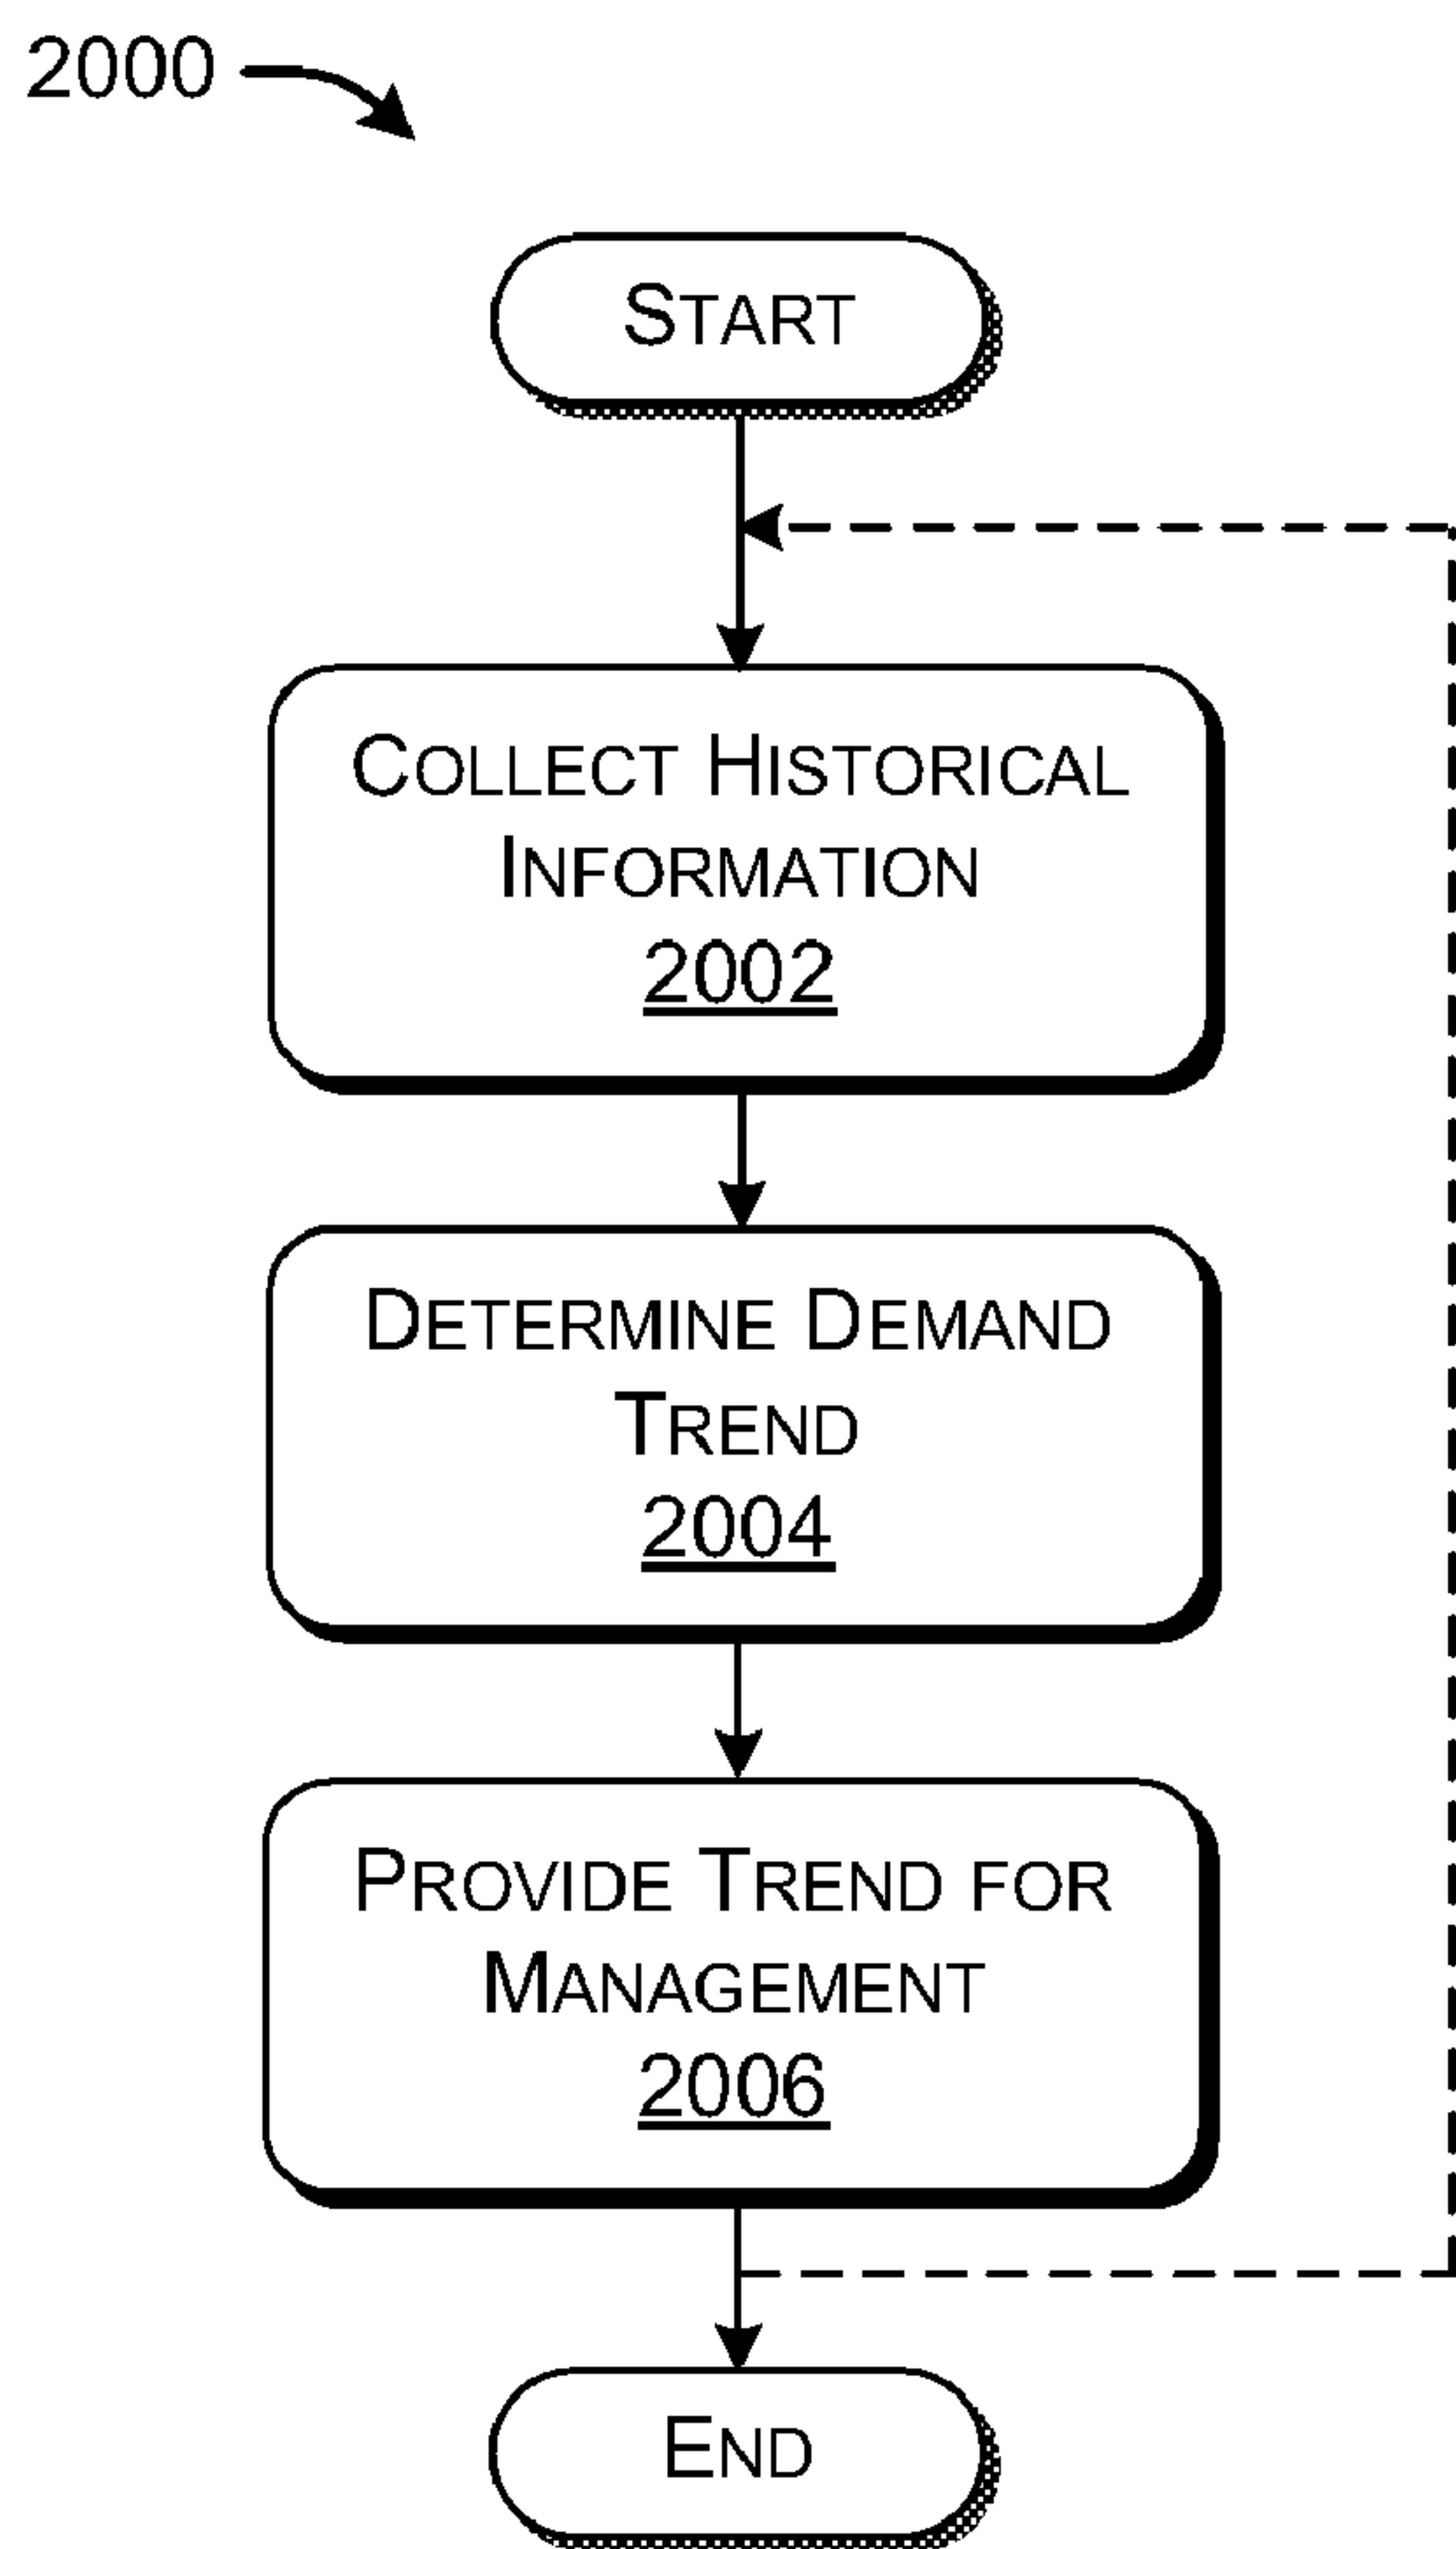 2000
START
COLLECT HISTORICAL
INFORMATION
2002
DETERMINE DEMAND
TREND
2004
PROVIDE TREND FOR
MANAGEMENT
2006
END